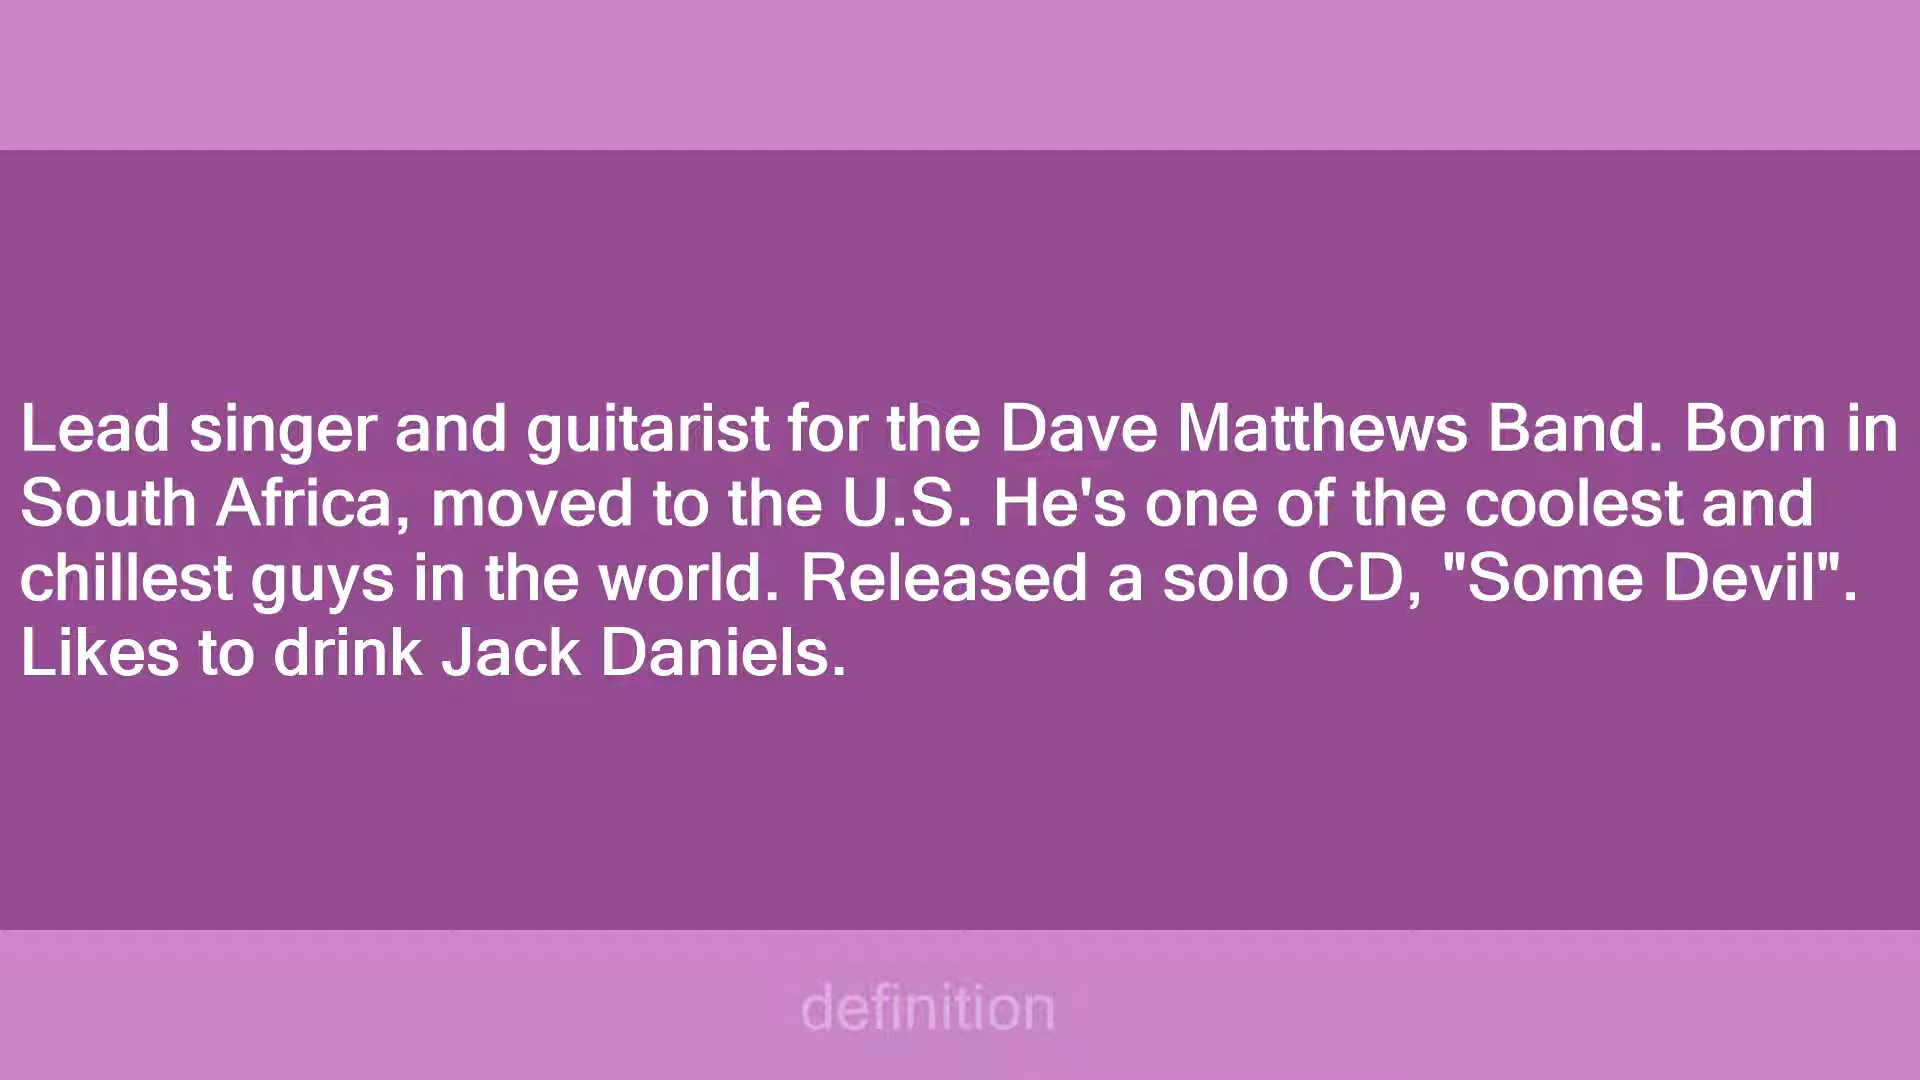 Lead singer and guitarist for the Dave Matthews Band. Born in
South Africa, moved to the U.S. He's one of the coolest and
chillest guys in the world. Released a solo CD, "Some Devil".
Likes to drink Jack Daniels.
definition